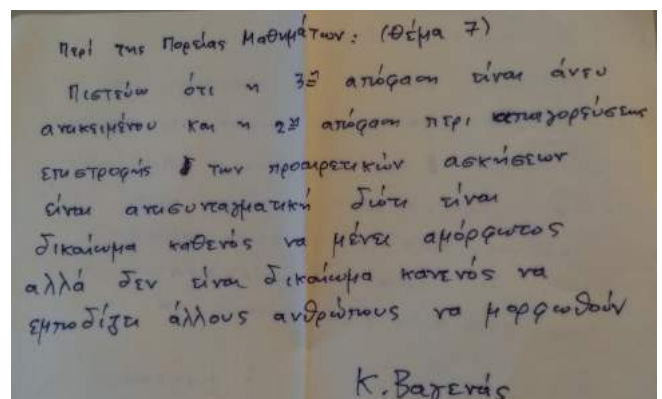 Περί της Πορείας Μαθημάτων: (Θέμα 7)
Πιστεύω ότι η 3η απόφαση είναι άνευ
αντικειμένου και η 2η απόφαση περί απαγορεύσεως
επιστροφής των προαιρετικών ασκήσεων
είναι αντισυνταγματική διότι είναι
δικαίωμα καθενός να μένει αμόρφωτος
αλλά δεν είναι δικαίωμα κανενός να
εμποδίζει άλλους ανθρώπους να μορφωθούν
Κ. Βαγενάς